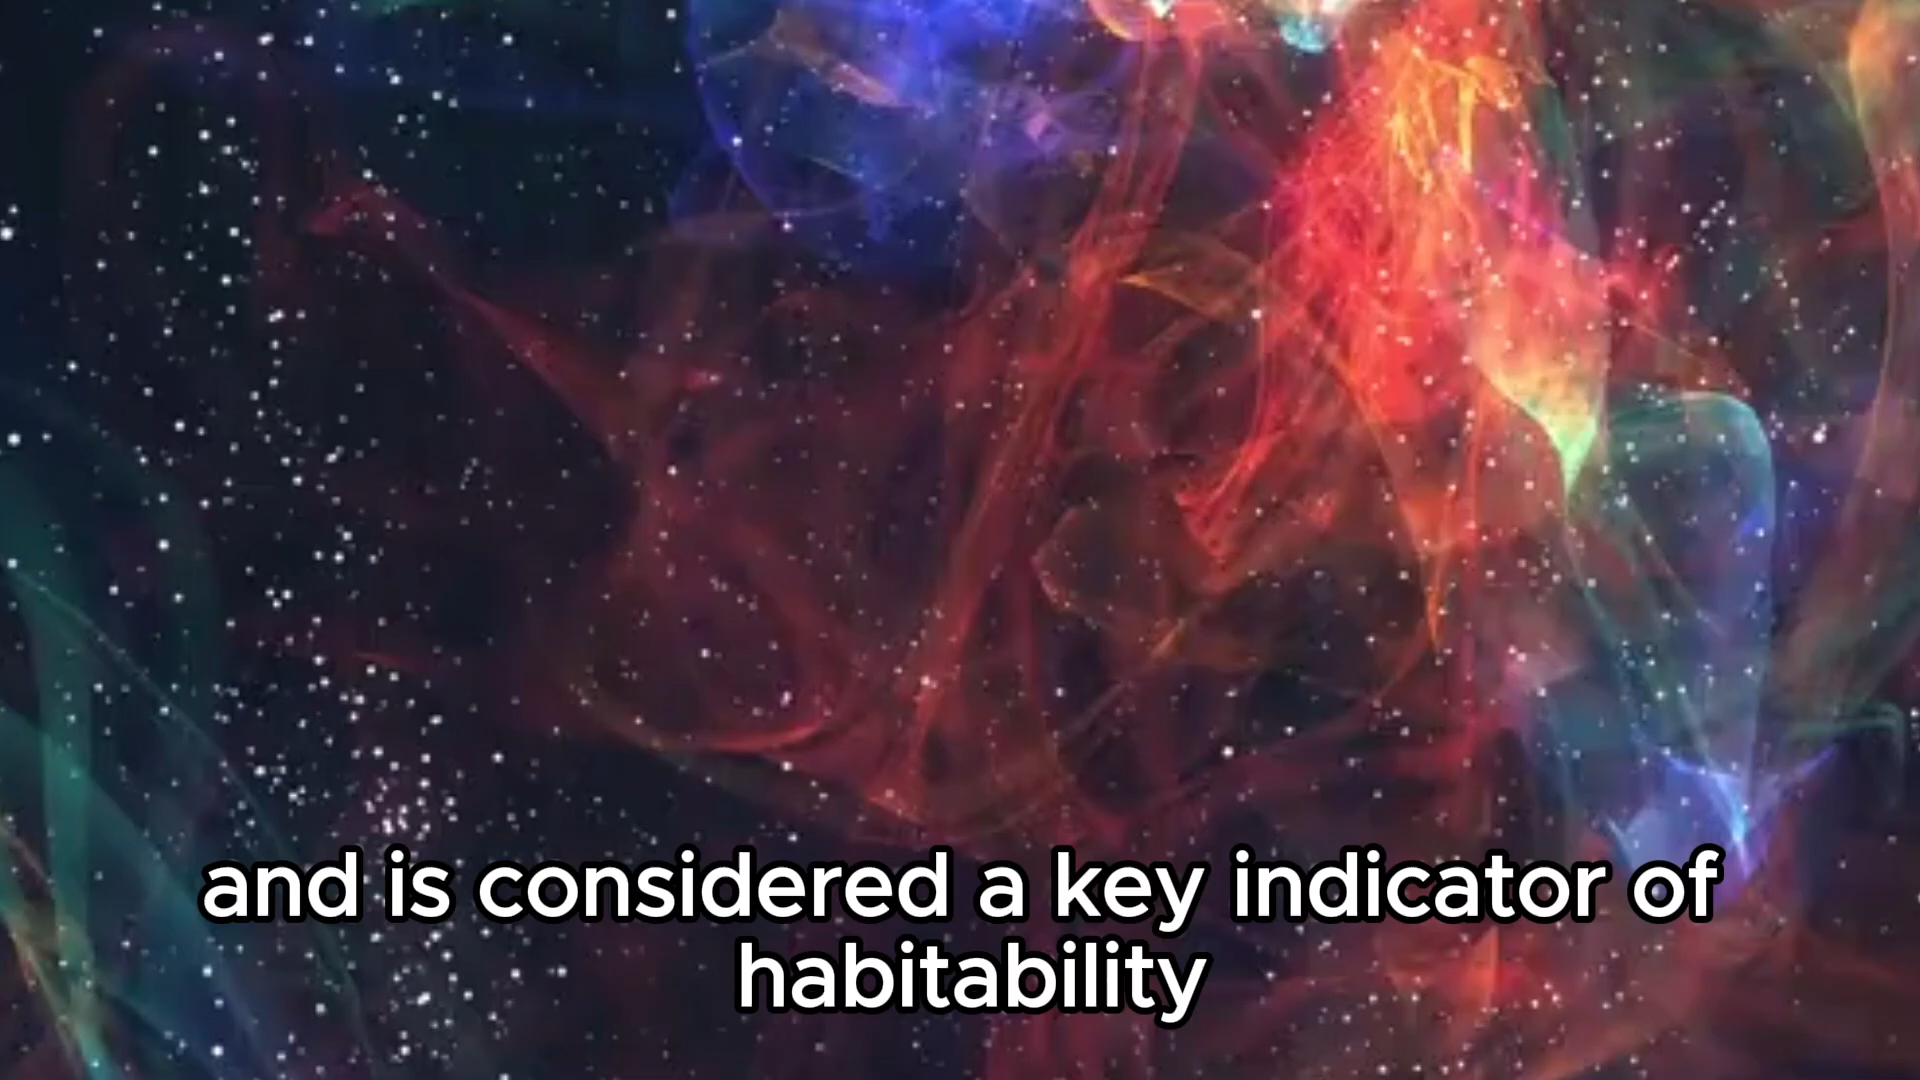 and is considered a key indicator of
habitability